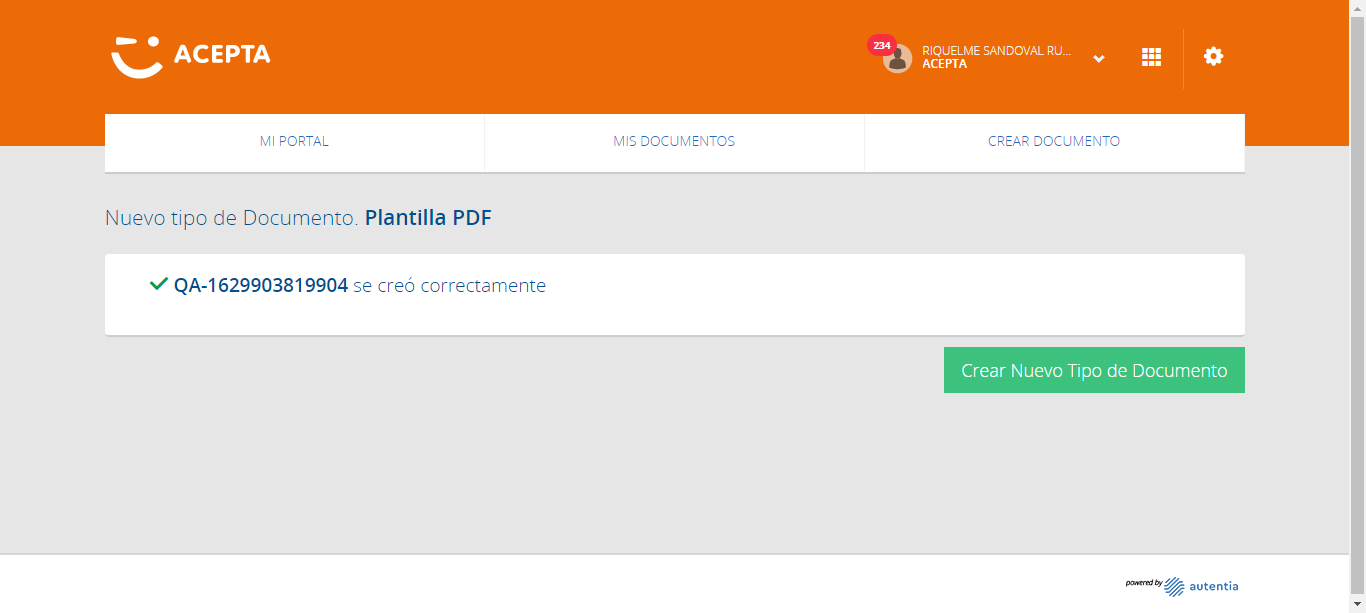 ACEPTA
234
RIQUELME SANDOVAL RU...
ACEPTA
MI PORTAL
MIS DOCUMENTOS
CREAR DOCUMENTO
Nuevo tipo de Documento. Plantilla PDF
QA-1629903819904 se creó correctamente
Crear Nuevo Tipo de Documento
powered by autentia